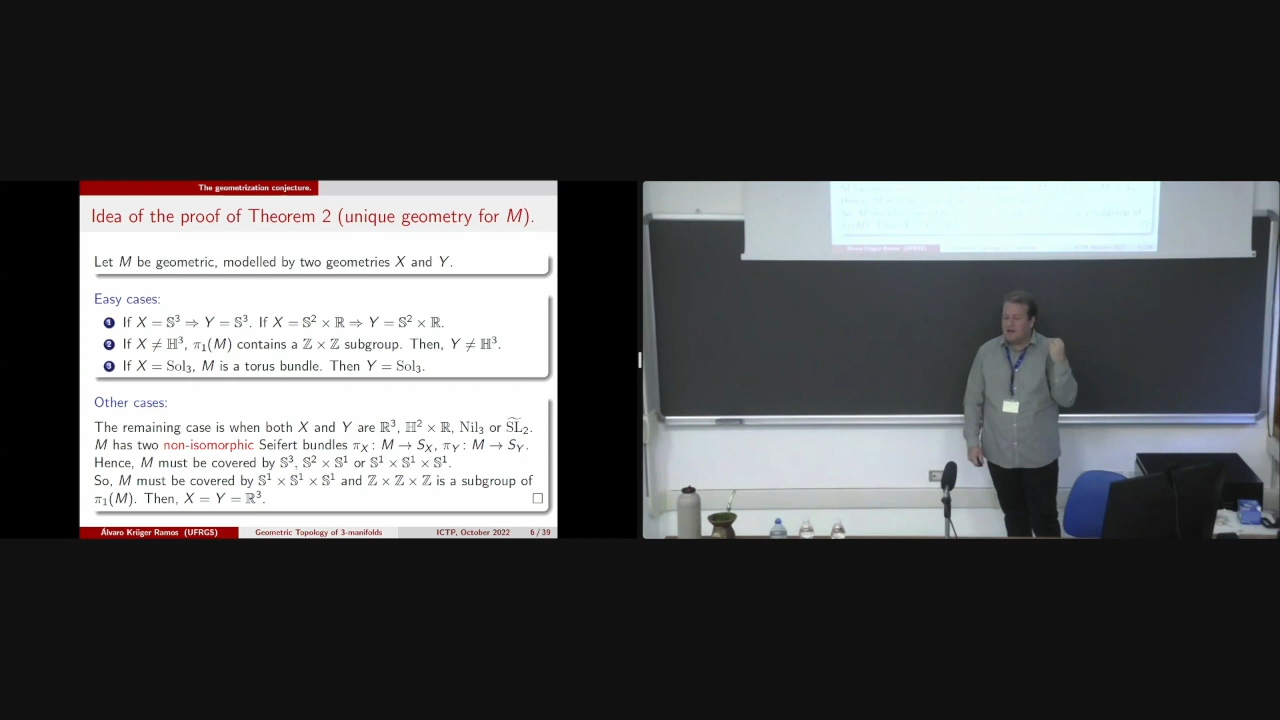 The geometrization conjecture.
Idea of the proof of Theorem 2 (unique geometry for M).
Let M be geometric, modelled by two geometries X and Y.
Easy cases:
1 If X = 𝕊³ ⇒ Y = 𝕊³. If X = 𝕊² × ℝ ⇒ Y = 𝕊² × ℝ.
2 If X ≠ ℍ³, π₁(M) contains a ℤ × ℤ subgroup. Then, Y ≠ ℍ³.
3 If X = Sol₃, M is a torus bundle. Then Y = Sol₃.
Other cases:
The remaining case is when both X and Y are ℝ³, ℍ² × ℝ, Nil₃ or S͂L₂.
M has two non-isomorphic Seifert bundles π_X : M → S_X, π_Y : M → S_Y.
Hence, M must be covered by 𝕊³, 𝕊² × 𝕊¹ or 𝕊¹ × 𝕊¹ × 𝕊¹.
So, M must be covered by 𝕊¹ × 𝕊¹ × 𝕊¹ and ℤ × ℤ × ℤ is a subgroup of
π₁(M). Then, X = Y = ℝ³. □
Álvaro Krüger Ramos (UFRGS) Geometric Topology of 3-manifolds ICTP, October 2022 6 / 39